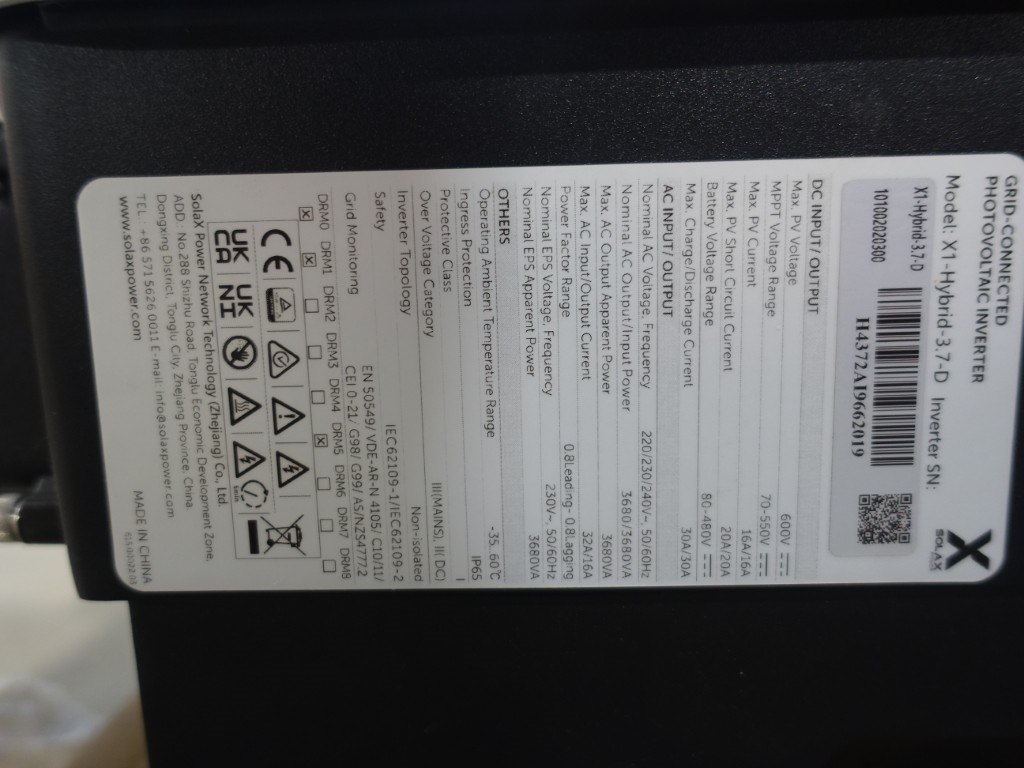 GRID-CONNECTED
PHOTOVOLTAIC INVERTER
SOLAX
Model: X1-Hybrid-3.7-D Inverter SN:
X1-Hybrid-3.7-D
101002020300
H4372A19662019
DC INPUT/ OUTPUT
Max. PV Voltage 600V
MPPT Voltage Range 70-550V
Max. PV Current 16A/16A
Max. PV Short Circuit Current 20A/20A
Battery Voltage Range 80-480V
Max. Charge/Discharge Current 30A/30A
AC INPUT/ OUTPUT
Nominal AC Voltage, Frequency 220/230/240V~, 50/60Hz
Nominal AC Output/Input Power 3680/3680VA
Max. AC Output Apparent Power 3680VA
Max. AC Input/Output Current 32A/16A
Power Factor Range 0.8Leading- 0.8Lagging
Nominal EPS Voltage, Frequency 230V~, 50/60Hz
Nominal EPS Apparent Power 3680VA
OTHERS
Operating Ambient Temperature Range -35...60°C
Ingress Protection IP65
Protective Class I
Over Voltage Category III(MAINS), II( DC)
Inverter Topology Non-isolated
Safety IEC62109-1/IEC62109-2
Grid Monitoring EN 50549/ VDE-AR-N 4105/ C10/11/
CEI 0-21/ G98/ G99/ AS/NZS4777.2
DRM0 DRM1 DRM2 DRM3 DRM4 DRM5 DRM6 DRM7 DRM8
CE
UK
CA
UK
NI
5min
SolaX Power Network Technology (Zhejiang) Co., Ltd.
ADD.: No.288 Shizhu Road, Tonglu Economic Development Zone,
Dongxing District, Tonglu City, Zhejiang Province, China.
TEL.: +86 571 5626 0011 E-mail: info@solaxpower.com
www.solaxpower.com MADE IN CHINA